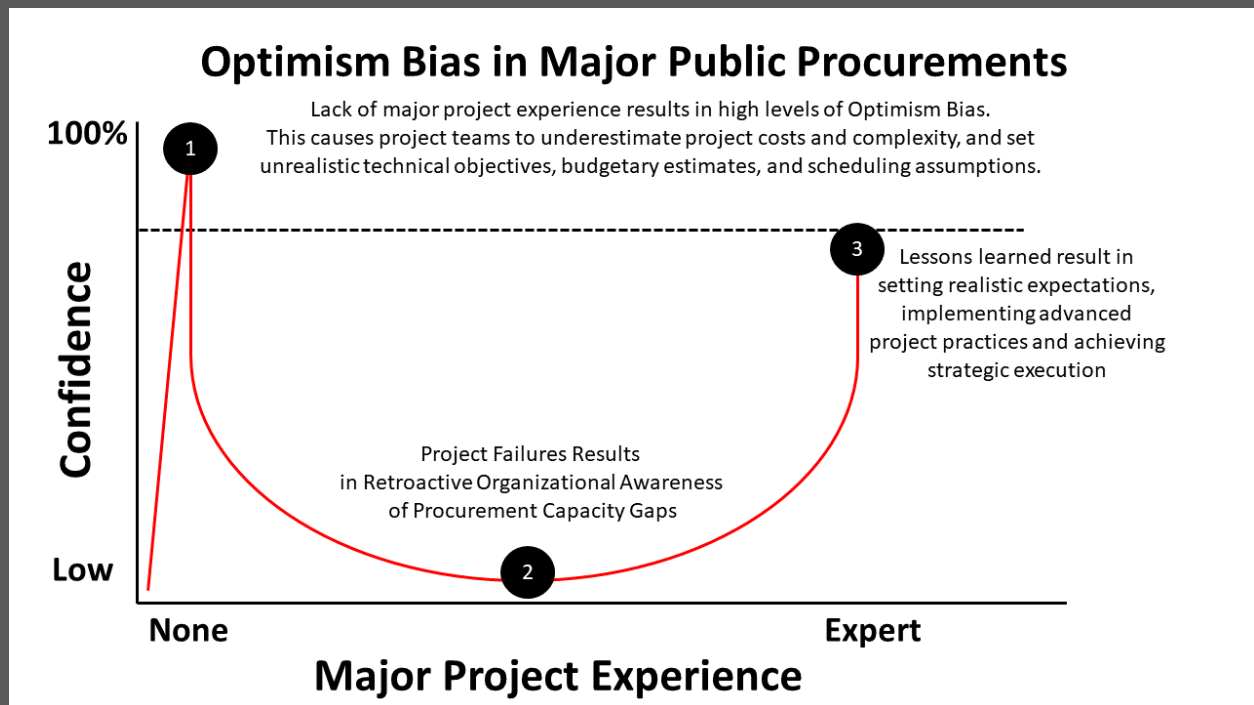 Optimism Bias in Major Public Procurements
Lack of major project experience results in high levels of Optimism Bias.
This causes project teams to underestimate project costs and complexity, and set
unrealistic technical objectives, budgetary estimates, and scheduling assumptions.
100%
1
3
Lessons learned result in
setting realistic expectations,
implementing advanced
project practices and achieving
strategic execution
Confidence
Project Failures Results
in Retroactive Organizational Awareness
of Procurement Capacity Gaps
Low
2
None
Expert
Major Project Experience